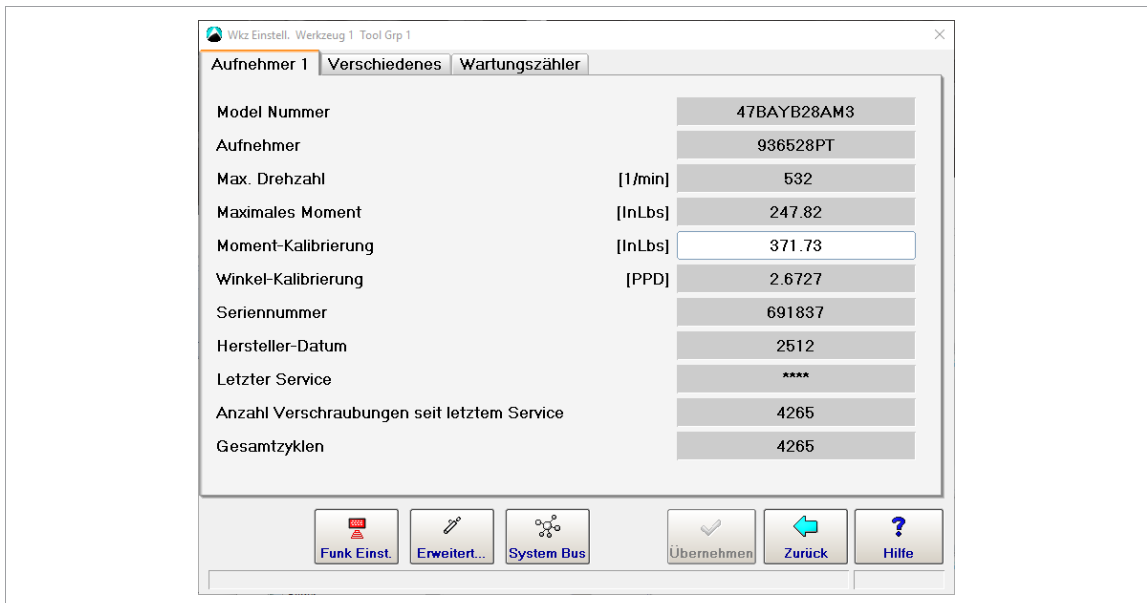 Wkz Einstell. Werkzeug 1 Tool Grp 1
Aufnehmer 1 Verschiedenes Wartungszähler
Model Nummer 47BAYB28AM3
Aufnehmer 936528PT
Max. Drehzahl [1/min] 532
Maximales Moment [InLbs] 247.82
Moment-Kalibrierung [InLbs] 371.73
Winkel-Kalibrierung [PPD] 2.6727
Seriennummer 691837
Hersteller-Datum 2512
Letzter Service ****
Anzahl Verschraubungen seit letztem Service 4265
Gesamtzyklen 4265
Funk Einst. Erweitert... System Bus Übernehmen Zurück Hilfe